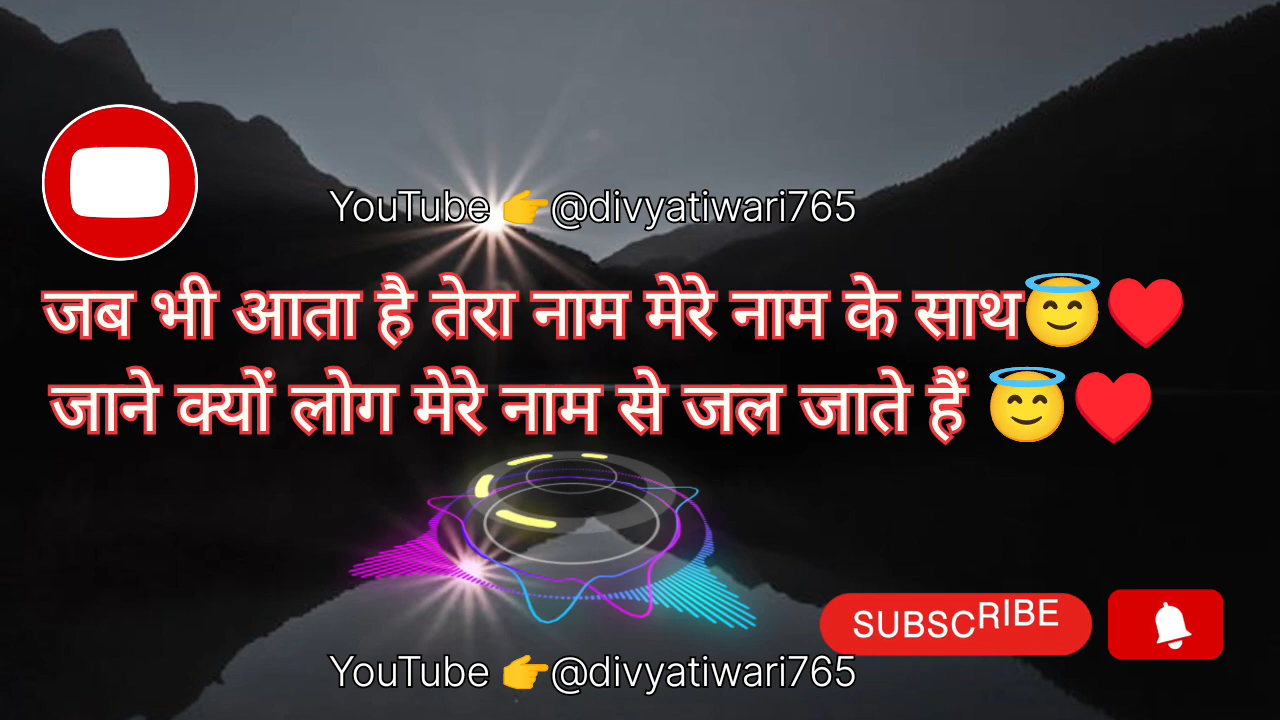 YouTube 👉@divyatiwari765
जब भी आता है तेरा नाम मेरे नाम के साथ😇♥️
जाने क्यों लोग मेरे नाम से जल जाते हैं 😇♥️
SUBSCRIBE
YouTube 👉@divyatiwari765